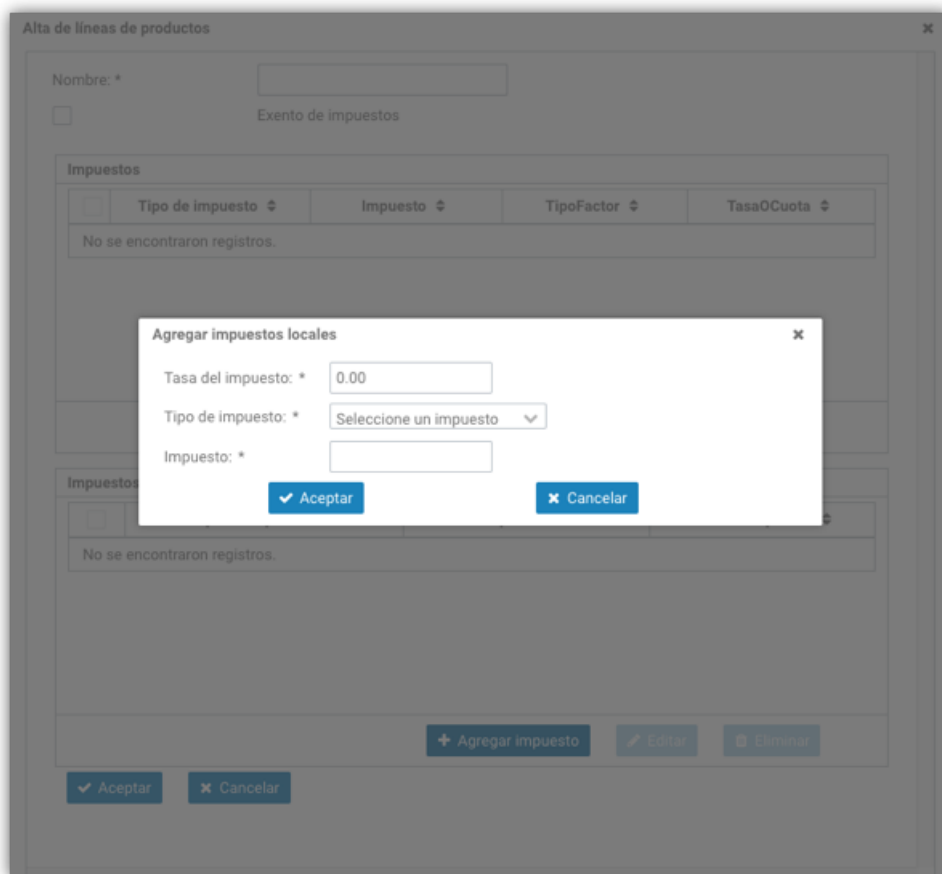 Alta de líneas de productos
Nombre: *
Exento de impuestos
Impuestos
Tipo de impuesto Impuesto TipoFactor TasaOCuota
No se encontraron registros.
Agregar impuestos locales
Tasa del impuesto: * 0.00
Tipo de impuesto: * Seleccione un impuesto
Impuesto: *
Aceptar Cancelar
Impuestos
No se encontraron registros.
Agregar impuesto Editar Eliminar
Aceptar Cancelar